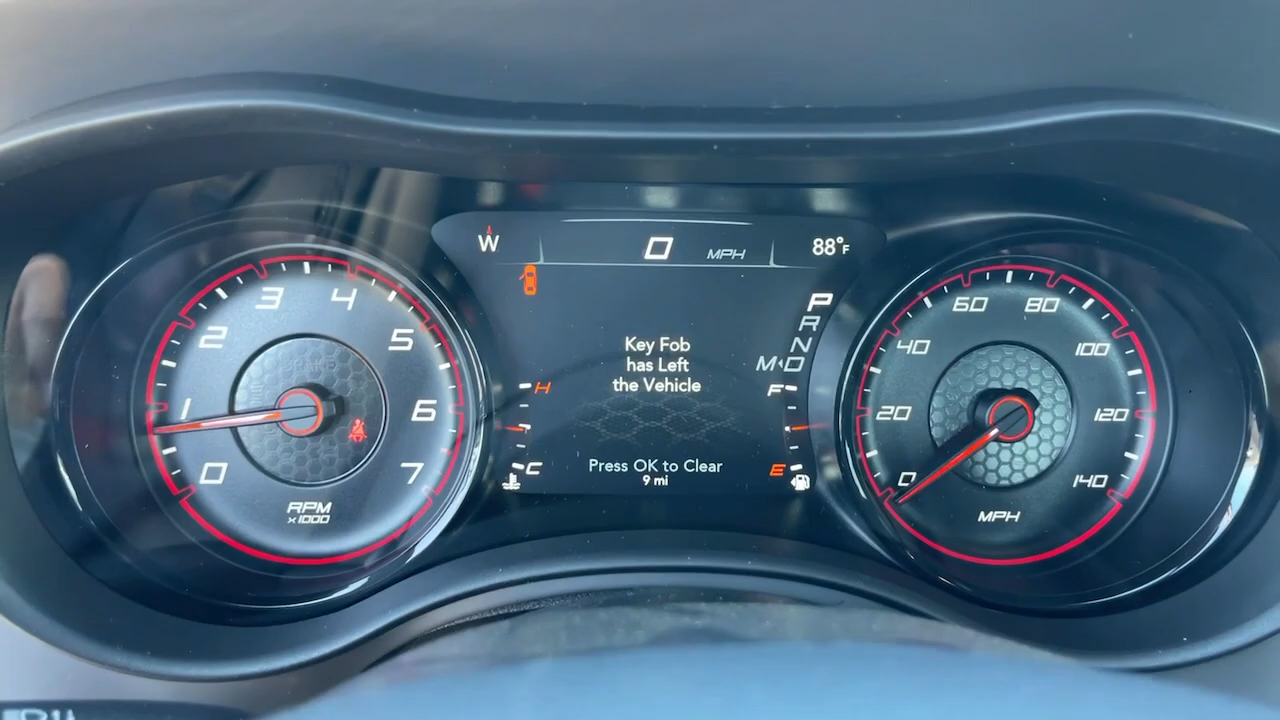 W
0 MPH
88°F
P
R
N
M D
Key Fob
has Left
the Vehicle
Press OK to Clear
9 mi
H
C
F
E
0
1
2
3
4
5
6
7
RPM
x1000
0
20
40
60
80
100
120
140
MPH